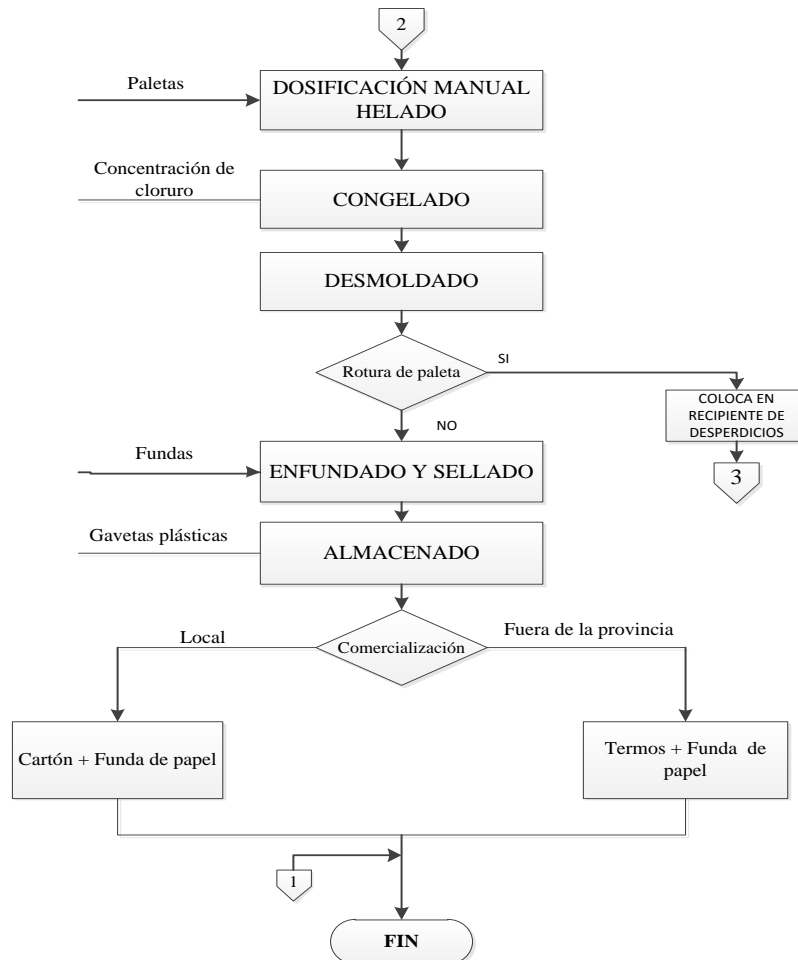 2
Paletas
DOSIFICACIÓN MANUAL
HELADO
Concentración de
cloruro
CONGELADO
DESMOLDADO
Rotura de paleta
SI
COLOCA EN
RECIPIENTE DE
DESPERDICIOS
NO
3
Fundas
ENFUNDADO Y SELLADO
Gavetas plásticas
ALMACENADO
Local
Comercialización
Fuera de la provincia
Cartón + Funda de papel
Termos + Funda de
papel
1
FIN